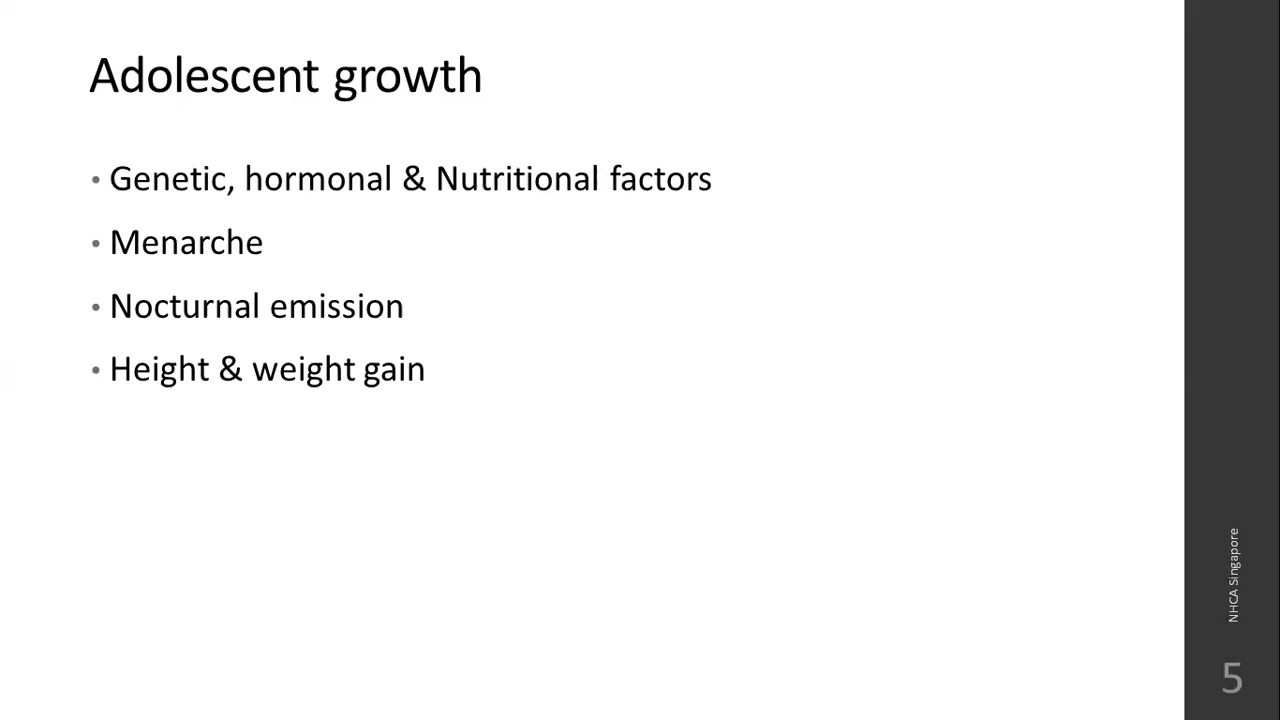 Adolescent growth
• Genetic, hormonal & Nutritional factors
• Menarche
• Nocturnal emission
• Height & weight gain
NHCA Singapore
5